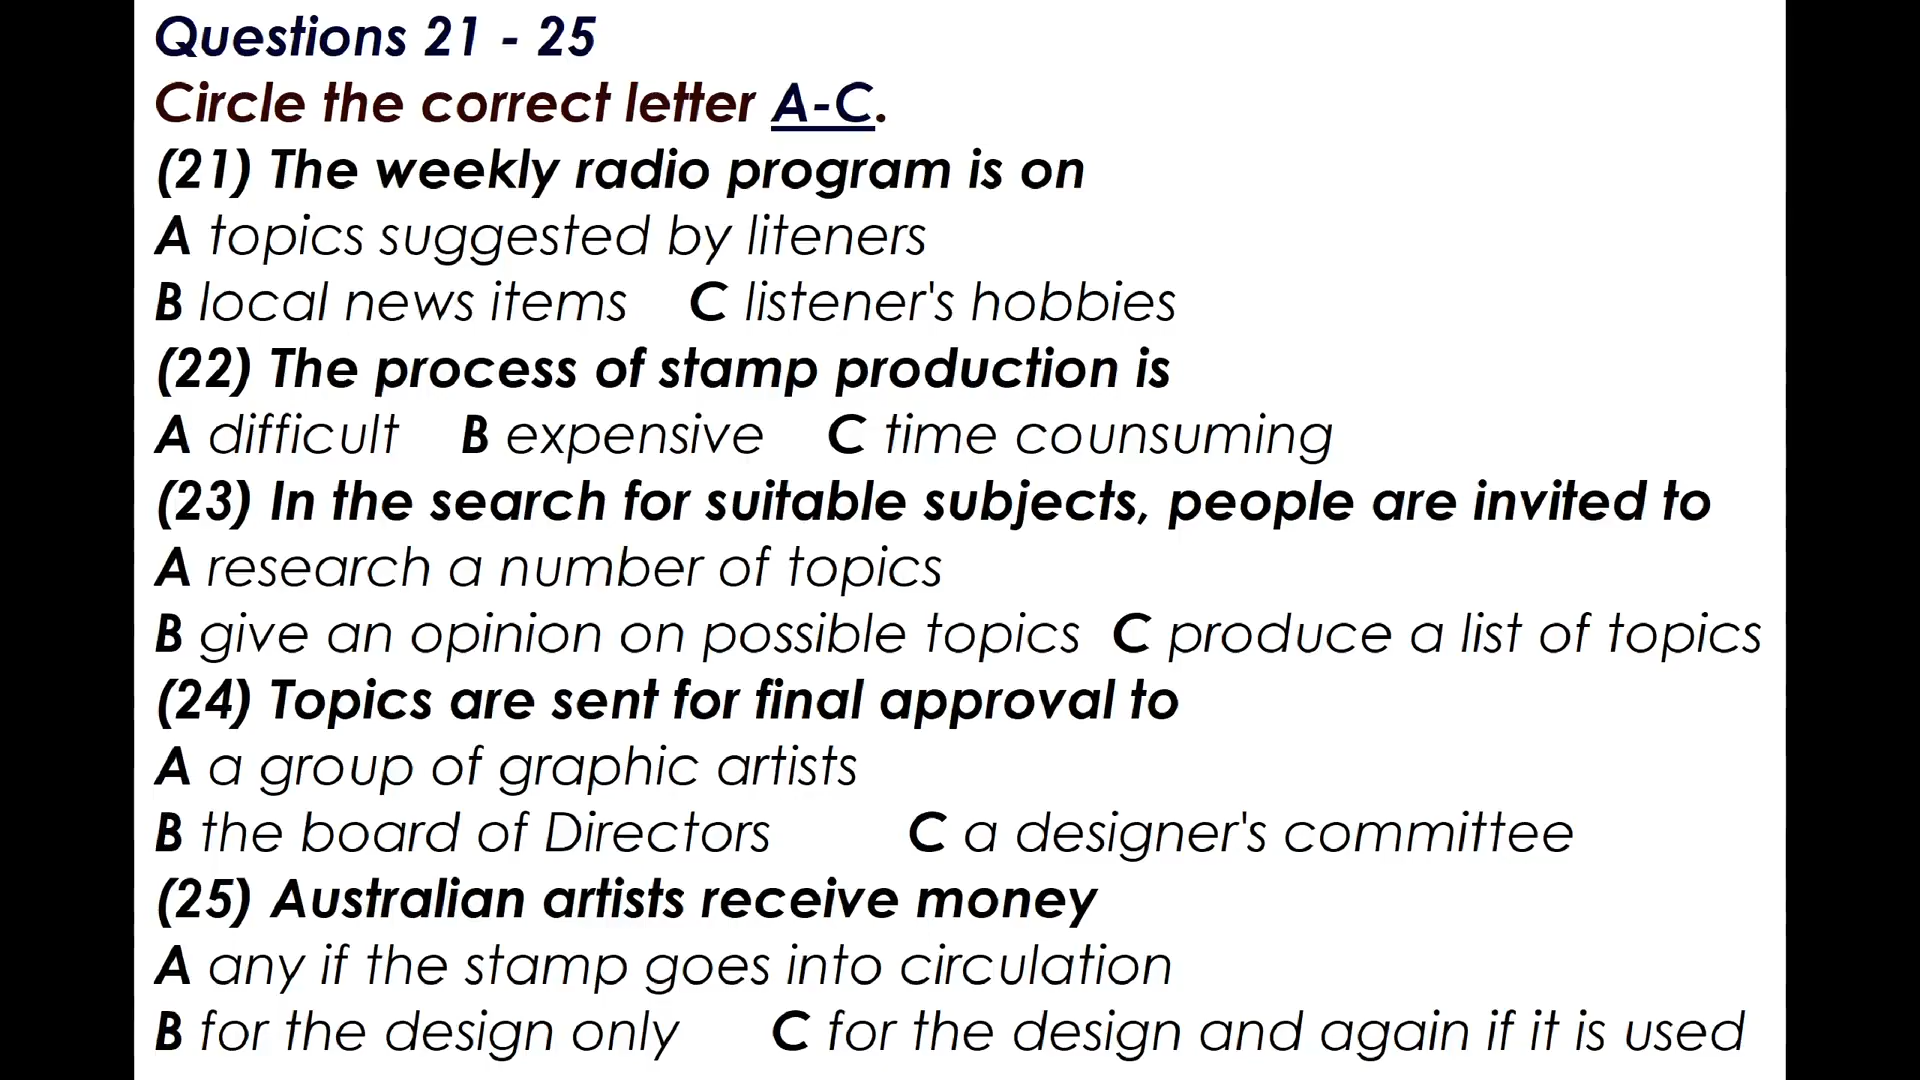 Questions 21 - 25
Circle the correct letter A-C.
(21) The weekly radio program is on
A topics suggested by liteners
B local news items C listener's hobbies
(22) The process of stamp production is
A difficult B expensive C time counsuming
(23) In the search for suitable subjects, people are invited to
A research a number of topics
B give an opinion on possible topics C produce a list of topics
(24) Topics are sent for final approval to
A a group of graphic artists
B the board of Directors C a designer's committee
(25) Australian artists receive money
A any if the stamp goes into circulation
B for the design only C for the design and again if it is used